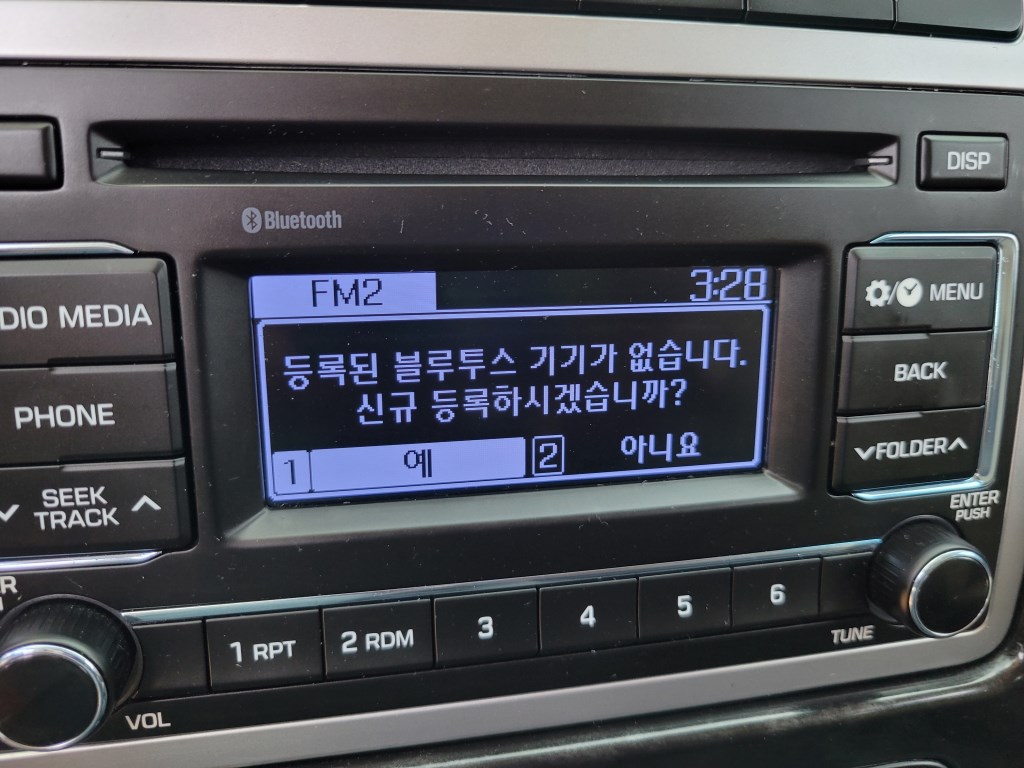 DISP
Bluetooth
FM2 3:28
등록된 블루투스 기기가 없습니다.
신규 등록하시겠습니까?
1 예 2 아니요
MEDIA
PHONE
SEEK
TRACK
MENU
BACK
FOLDER
ENTER
PUSH
1 RPT 2 RDM 3 4 5 6
VOL
TUNE